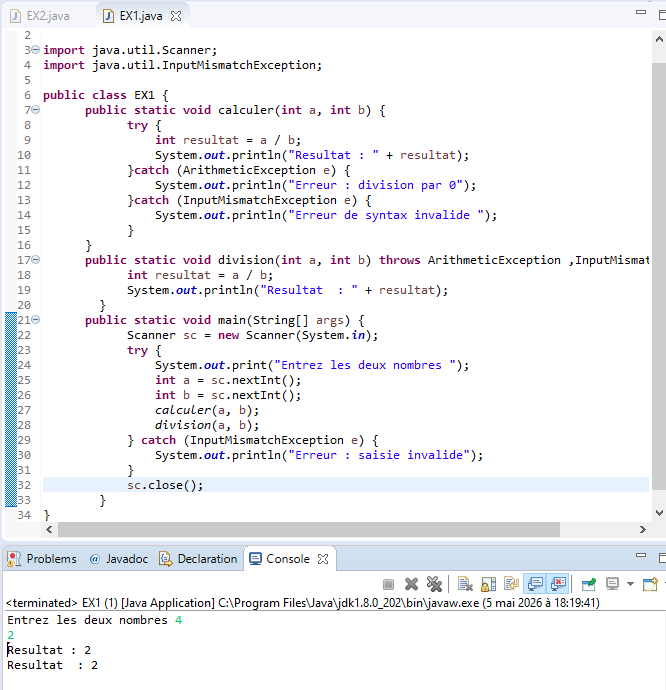 EX2.java EX1.java
2
3 import java.util.Scanner;
4 import java.util.InputMismatchException;
5
6 public class EX1 {
7 public static void calculer(int a, int b) {
8 try {
9 int resultat = a / b;
10 System.out.println("Resultat : " + resultat);
11 }catch (ArithmeticException e) {
12 System.out.println("Erreur : division par 0");
13 }catch (InputMismatchException e) {
14 System.out.println("Erreur de syntax invalide ");
15 }
16 }
17 public static void division(int a, int b) throws ArithmeticException ,InputMismat
18 int resultat = a / b;
19 System.out.println("Resultat  : " + resultat);
20 }
21 public static void main(String[] args) {
22 Scanner sc = new Scanner(System.in);
23 try {
24 System.out.print("Entrez les deux nombres ");
25 int a = sc.nextInt();
26 int b = sc.nextInt();
27 calculer(a, b);
28 division(a, b);
29 } catch (InputMismatchException e) {
30 System.out.println("Erreur : saisie invalide");
31 }
32 sc.close();
33 }
34 }
Problems @ Javadoc Declaration Console
<terminated> EX1 (1) [Java Application] C:\Program Files\Java\jdk1.8.0_202\bin\javaw.exe (5 mai 2026 à 18:19:41)
Entrez les deux nombres 4
2
Resultat : 2
Resultat  : 2